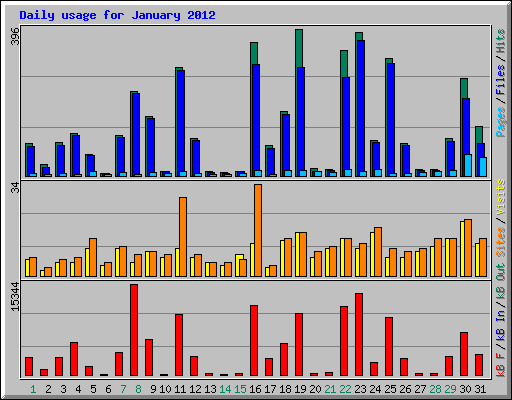 Daily usage for January 2012
396
34
15344
Pages / Files / Hits
Sites / Visits
kB F / kB In / kB Out
1 2 3 4 5 6 7 8 9 10 11 12 13 14 15 16 17 18 19 20 21 22 23 24 25 26 27 28 29 30 31